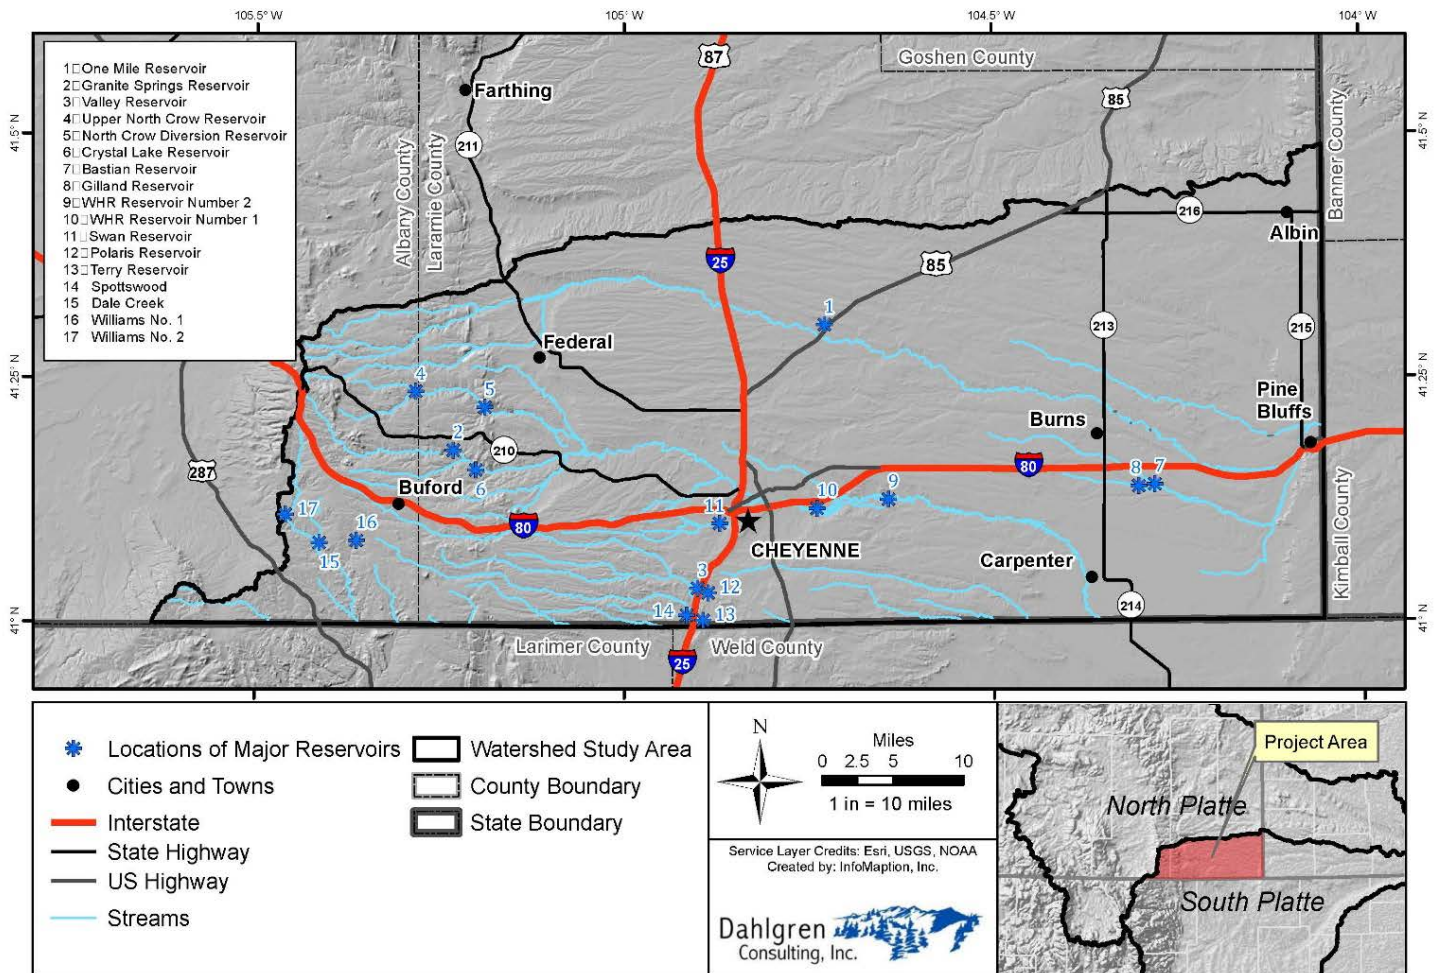 105.5° W
105° W
104.5° W
104° W
1□One Mile Reservoir
2□Granite Springs Reservoir
3□Valley Reservoir
4□Upper North Crow Reservoir
5□North Crow Diversion Reservoir
6□Crystal Lake Reservoir
7□Bastian Reservoir
8□Gilland Reservoir
9□WHR Reservoir Number 2
10□WHR Reservoir Number 1
11□Swan Reservoir
12□Polaris Reservoir
13□Terry Reservoir
14 Spottswood
15 Dale Creek
16 Williams No. 1
17 Williams No. 2
87
Goshen County
Farthing
85
41.5° N
41.5° N
211
Albany County
Laramie County
Banner County
216
Albin
25
85
1
213
215
Federal
41.25° N
41.25° N
4
5
Pine
Bluffs
Burns
2
210
287
6
80
8
7
Buford
9
10
17
16
80
11
CHEYENNE
15
Carpenter
Kimball County
3
12
214
14
13
41° N
41° N
Larimer County
Weld County
25
Locations of Major Reservoirs
Cities and Towns
Interstate
State Highway
US Highway
Streams
Watershed Study Area
County Boundary
State Boundary
N
Miles
0 2.5 5 10
1 in = 10 miles
Service Layer Credits: Esri, USGS, NOAA
Created by: InfoMaption, Inc.
Dahlgren
Consulting, Inc.
Project Area
North Platte
South Platte